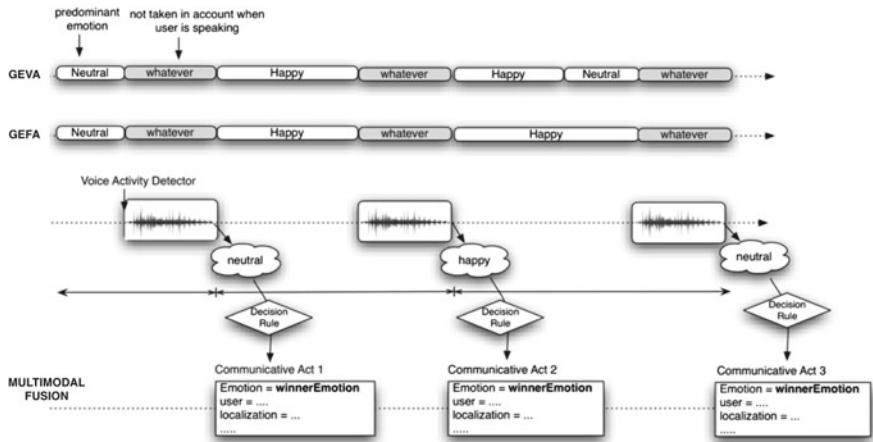 predominant
emotion
not taken in account when
user is speaking
GEVA
Neutral
whatever
Happy
whatever
Happy
Neutral
whatever
GEFA
Neutral
whatever
Happy
whatever
Happy
whatever
Voice Activity Detector
neutral
happy
neutral
Decision
Rule
Decision
Rule
Decision
Rule
MULTIMODAL
FUSION
Communicative Act 1
Emotion = winnerEmotion
user = ....
localization = ...
.....
Communicative Act 2
Emotion = winnerEmotion
user = ....
localization = ...
.....
Communicative Act 3
Emotion = winnerEmotion
user = ....
localization = ...
.....